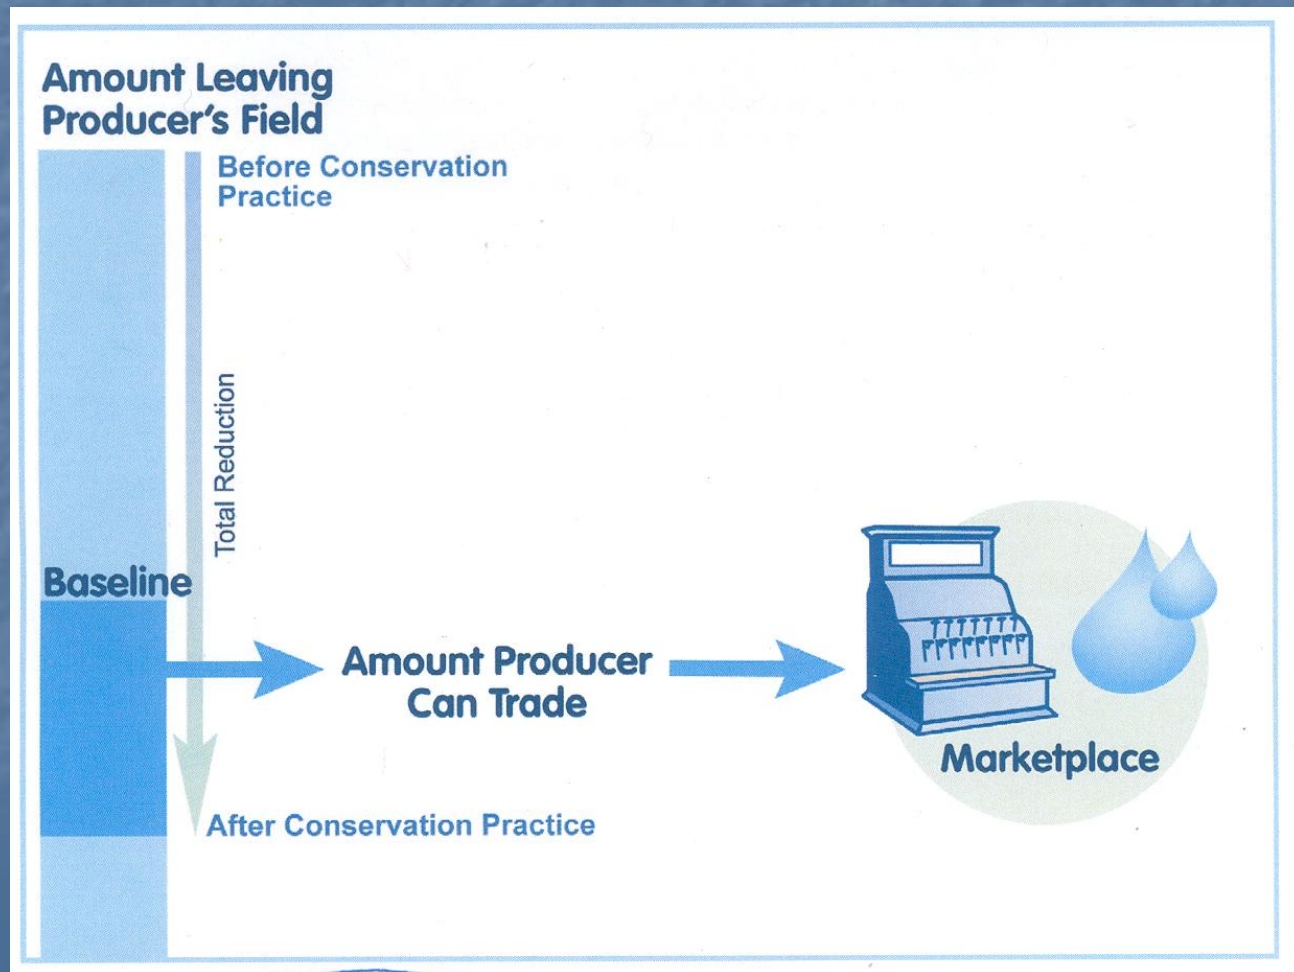 Amount Leaving
Producer's Field
Before Conservation
Practice
Total Reduction
Baseline
Amount Producer
Can Trade
Marketplace
After Conservation Practice